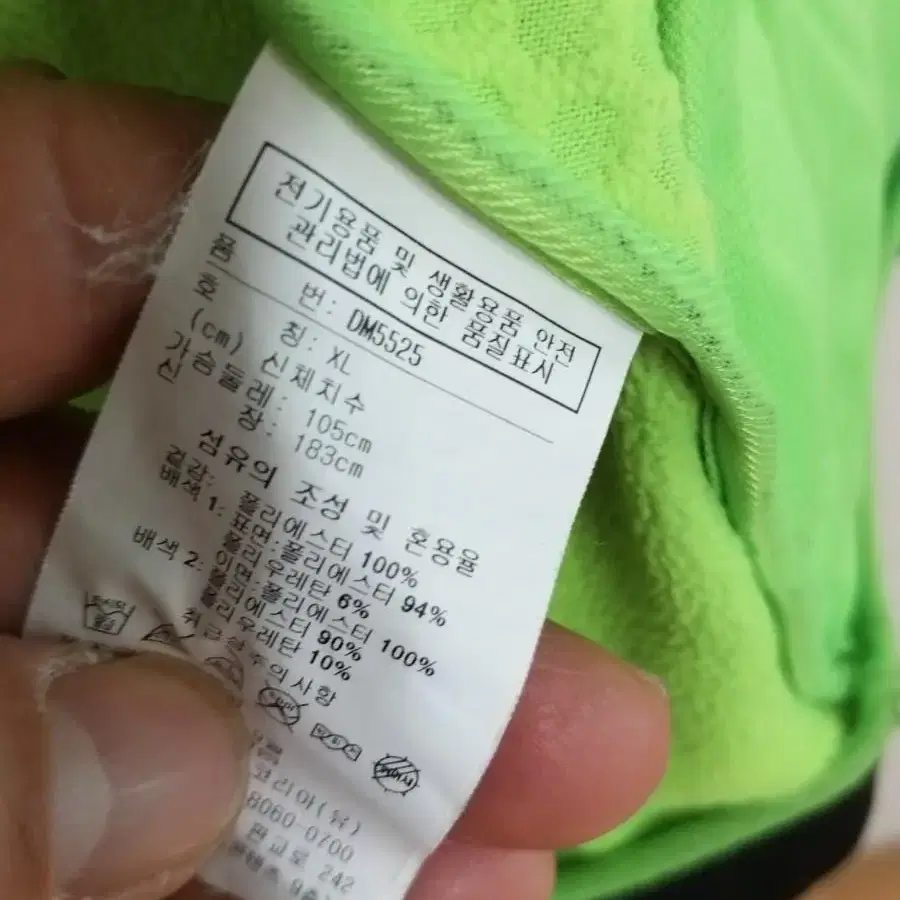 전기용품 및 생활용품 안전
관리법에 의한 품질표시
품 번: DM5525
호 칭: XL
(cm) 신체치수
가슴둘레: 105cm
신 장: 183cm
섬유의 조성 및 혼용율
겉감: 폴리에스터 100%
배색 1: 표면:폴리에스터 94%
폴리우레탄 6%
이면:폴리에스터 100%
배색 2: 폴리에스터 90%
폴리우레탄 10%
취급상 주의사항
코리아(유)
8060-0700
판교로 242